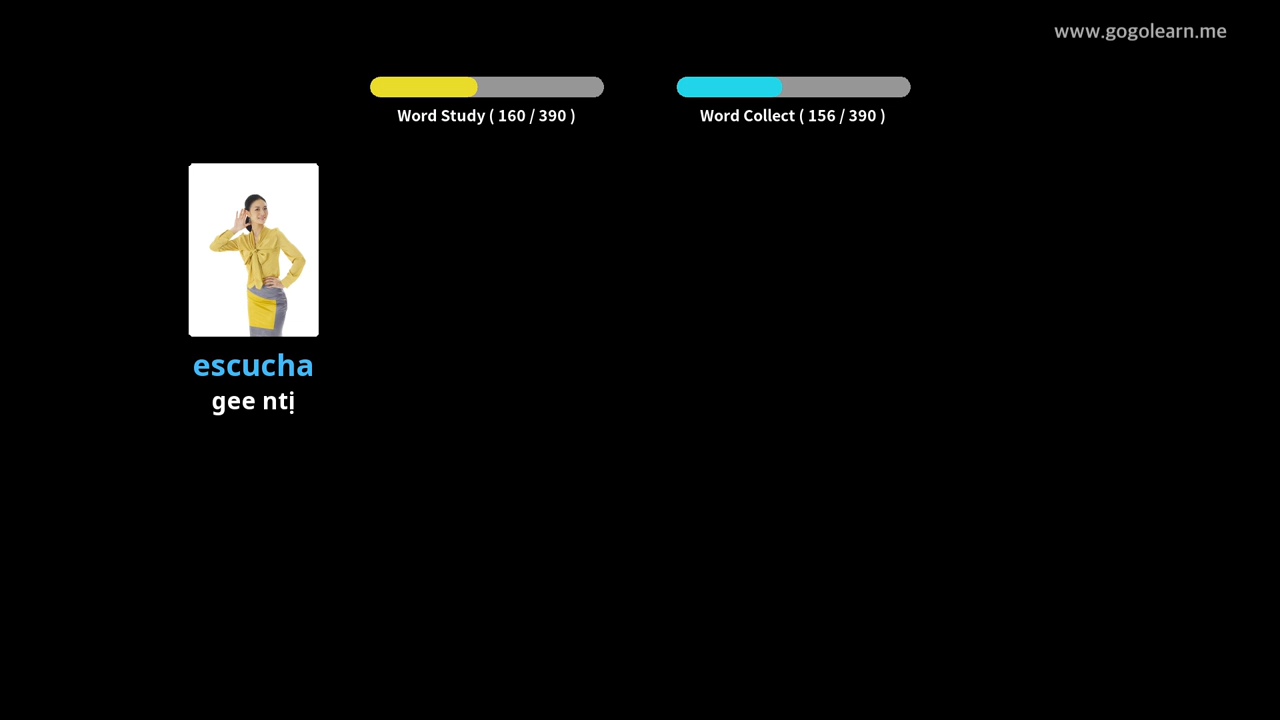 www.gogolearn.me
Word Study ( 160 / 390 )
Word Collect ( 156 / 390 )
escucha
gee ntị